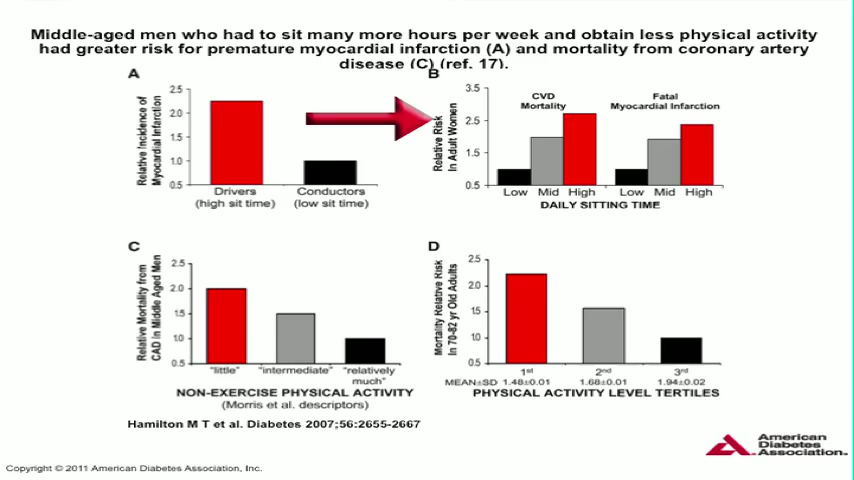 Middle-aged men who had to sit many more hours per week and obtain less physical activity
had greater risk for premature myocardial infarction (A) and mortality from coronary artery
disease (C) (ref. 17).
A
Relative Incidence of
Myocardial Infarction
2.5
2.0
1.5
1.0
0.5
Drivers
(high sit time)
Conductors
(low sit time)
B
Relative Risk
In Adult Women
3.5
2.5
1.5
0.5
CVD
Mortality
Fatal
Myocardial Infarction
Low Mid High Low Mid High
DAILY SITTING TIME
C
Relative Mortality from
CAD in Middle Aged Men
2.5
2.0
1.5
1.0
0.5
"little" "intermediate" "relatively
much"
NON-EXERCISE PHYSICAL ACTIVITY
(Morris et al. descriptors)
D
Mortality Relative Risk
In 70-82 yr Old Adults
2.5
2.0
1.5
1.0
0.5
1st 2nd 3rd
MEAN±SD 1.48±0.01 1.68±0.01 1.94±0.02
PHYSICAL ACTIVITY LEVEL TERTILES
Hamilton M T et al. Diabetes 2007;56:2655-2667
American
Diabetes
Association.
Copyright © 2011 American Diabetes Association, Inc.